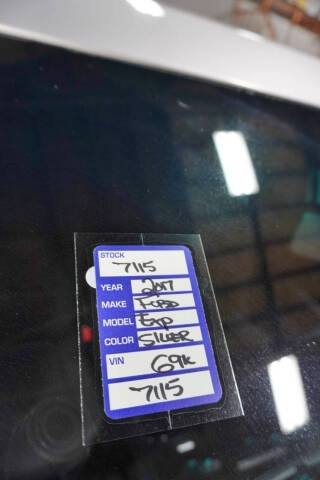 STOCK
7115
YEAR 2017
MAKE Ford
MODEL Exp
COLOR SILVER
VIN 69K
7115